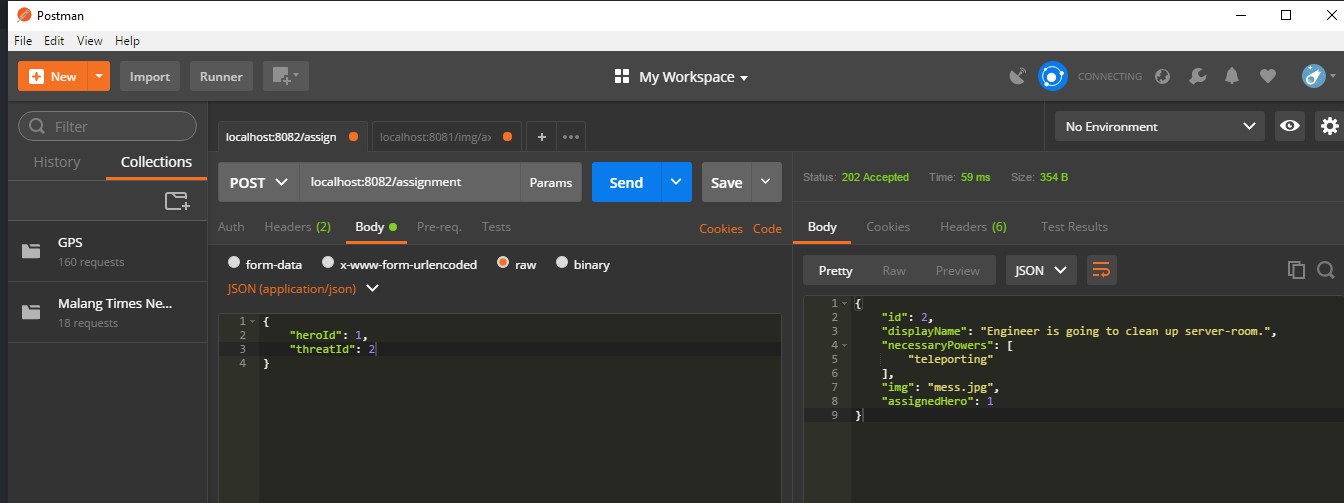 Postman
File Edit View Help
New Import Runner My Workspace CONNECTING
Filter
History Collections
GPS
160 requests
Malang Times Ne...
18 requests
localhost:8082/assign localhost:8081/img/a + •••
No Environment
POST localhost:8082/assignment Params Send Save
Auth Headers (2) Body Pre-req. Tests Cookies Code
form-data x-www-form-urlencoded raw binary
JSON (application/json)
1 {
2 "heroId": 1,
3 "threatId": 2
4 }
Status: 202 Accepted Time: 59 ms Size: 354 B
Body Cookies Headers (6) Test Results
Pretty Raw Preview JSON
1 {
2 "id": 2,
3 "displayName": "Engineer is going to clean up server-room.",
4 "necessaryPowers": [
5 "teleporting"
6 ],
7 "img": "mess.jpg",
8 "assignedHero": 1
9 }